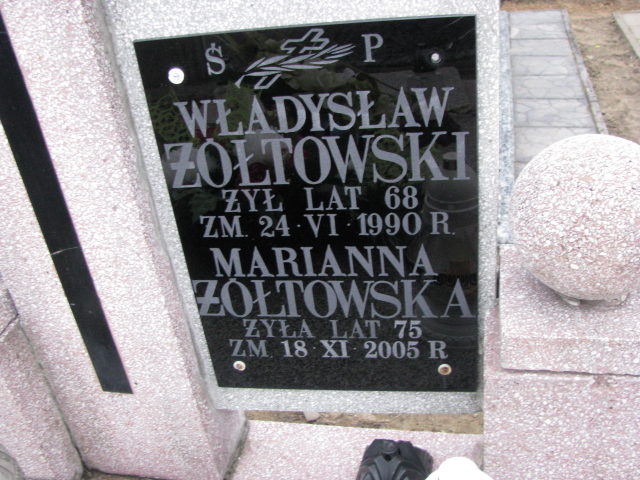 Ś P
WŁADYSŁAW
ŻÓŁTOWSKI
ŻYŁ LAT 68
ZM. 24·VI·1990 R.
MARIANNA
ŻÓŁTOWSKA
ŻYŁA LAT 75
ZM 18·XI·2005 R